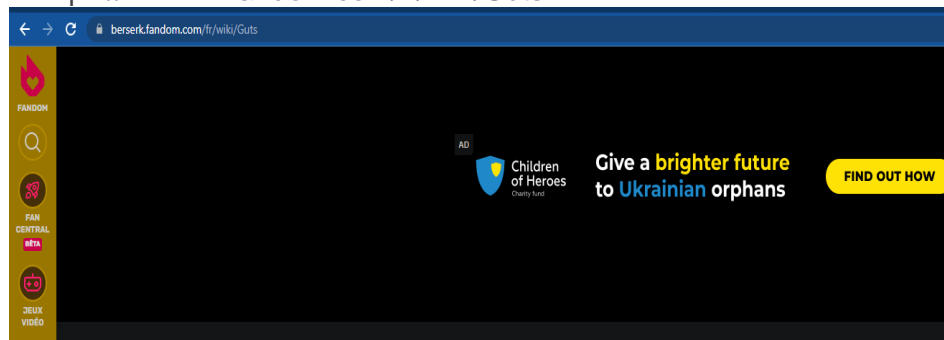 berserk.fandom.com/fr/wiki/Guts
FANDOM
FAN
CENTRAL
BÊTA
JEUX
VIDÉO
AD
Children
of Heroes
Charity fund
Give a brighter future
to Ukrainian orphans
FIND OUT HOW